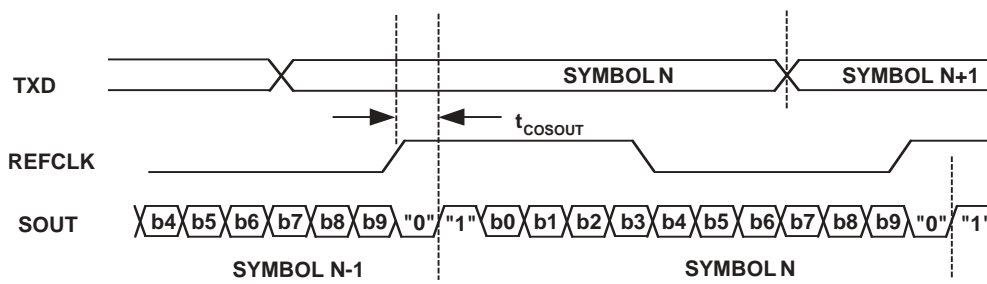 TXD SYMBOL N SYMBOL N+1
tCOSOUT
REFCLK
SOUT b4 b5 b6 b7 b8 b9 "0" "1" b0 b1 b2 b3 b4 b5 b6 b7 b8 b9 "0" "1"
SYMBOL N-1 SYMBOL N